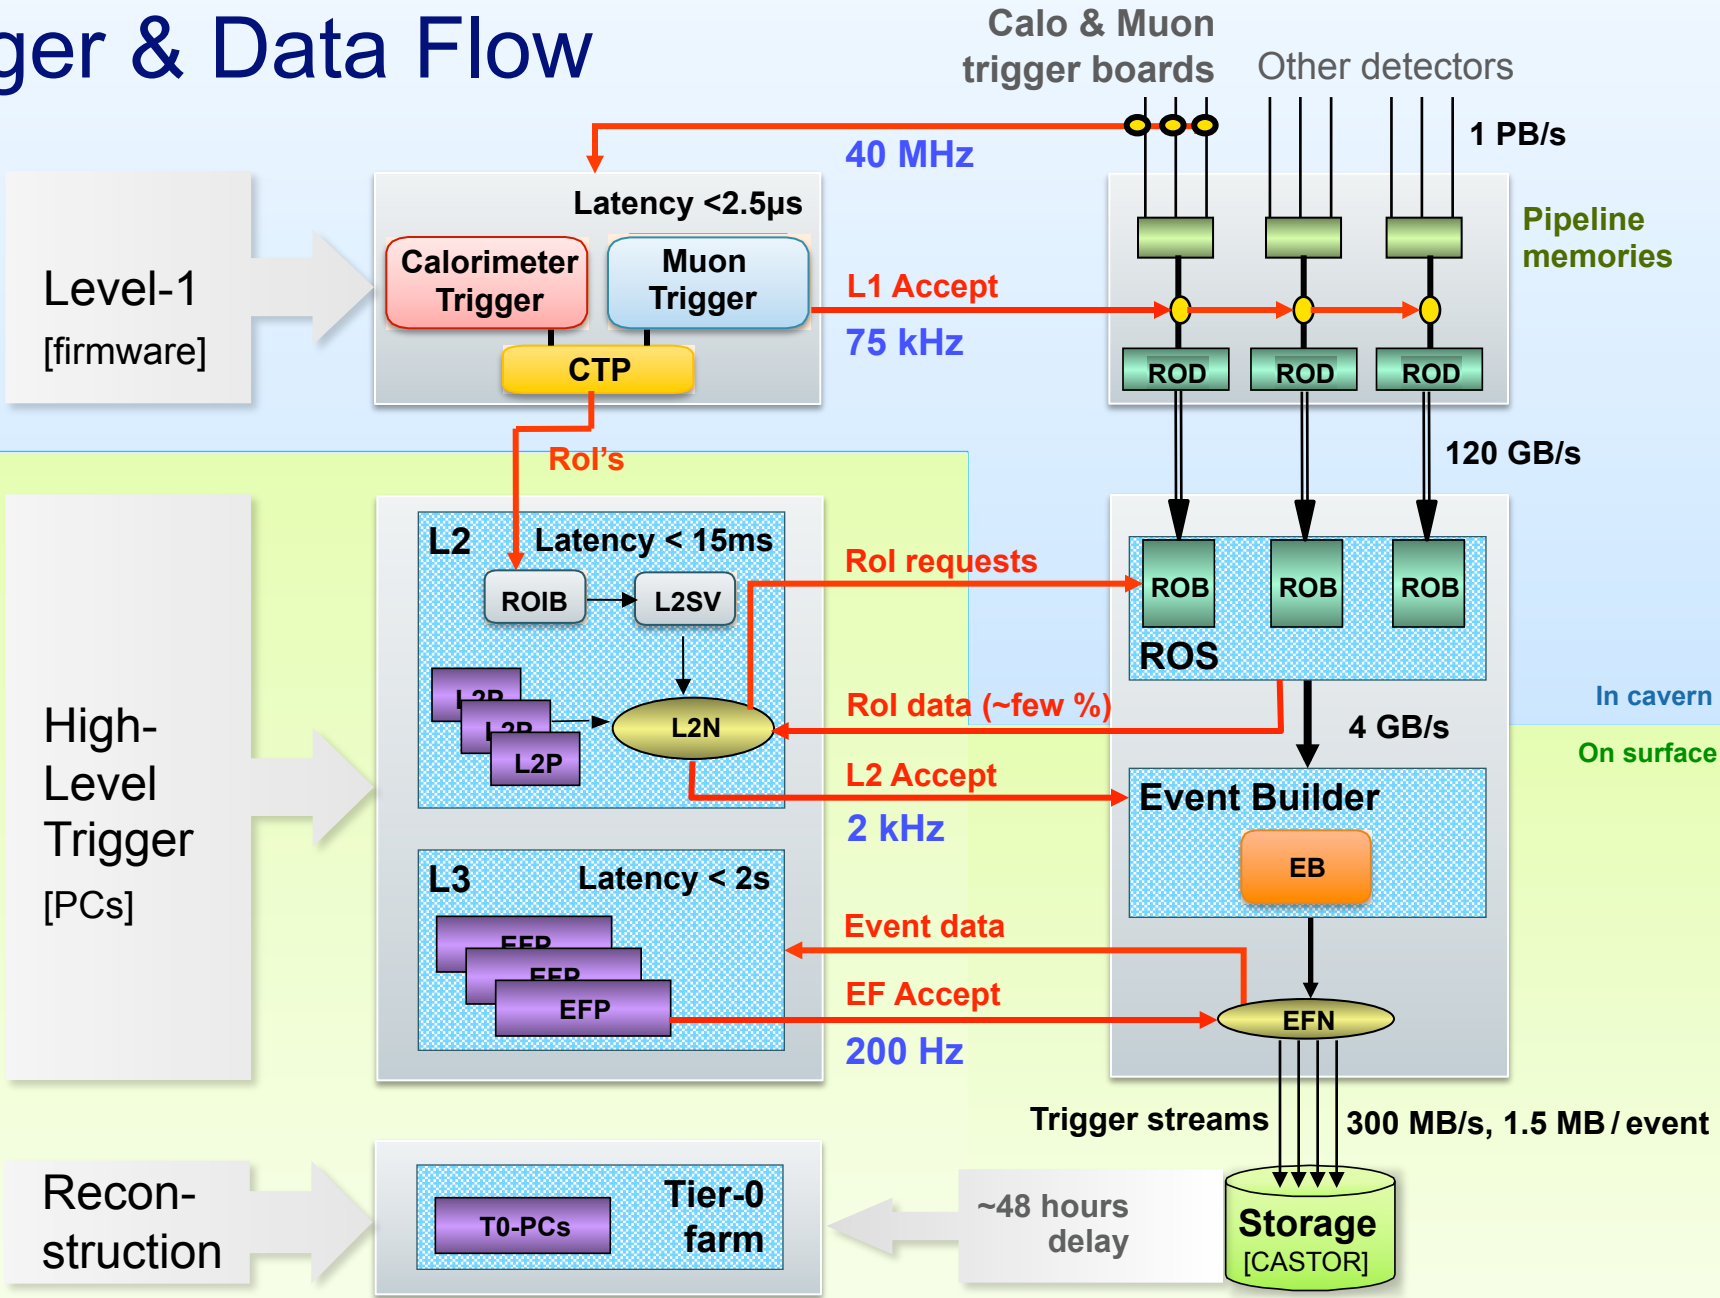 ger & Data Flow
Calo & Muon
trigger boards
Other detectors
1 PB/s
40 MHz
Level-1
[firmware]
Latency <2.5µs
Calorimeter
Trigger
Muon
Trigger
CTP
L1 Accept
75 kHz
Pipeline
memories
ROD
ROD
ROD
RoI's
120 GB/s
High-
Level
Trigger
[PCs]
L2
Latency < 15ms
ROIB
L2SV
L2P
L2P
L2P
L2N
RoI requests
ROB
ROB
ROB
ROS
RoI data (~few %)
4 GB/s
In cavern
On surface
L2 Accept
2 kHz
Event Builder
EB
L3
Latency < 2s
EFP
EFP
EFP
Event data
EF Accept
200 Hz
EFN
Trigger streams
300 MB/s, 1.5 MB / event
Recon-
struction
T0-PCs
Tier-0
farm
~48 hours
delay
Storage
[CASTOR]